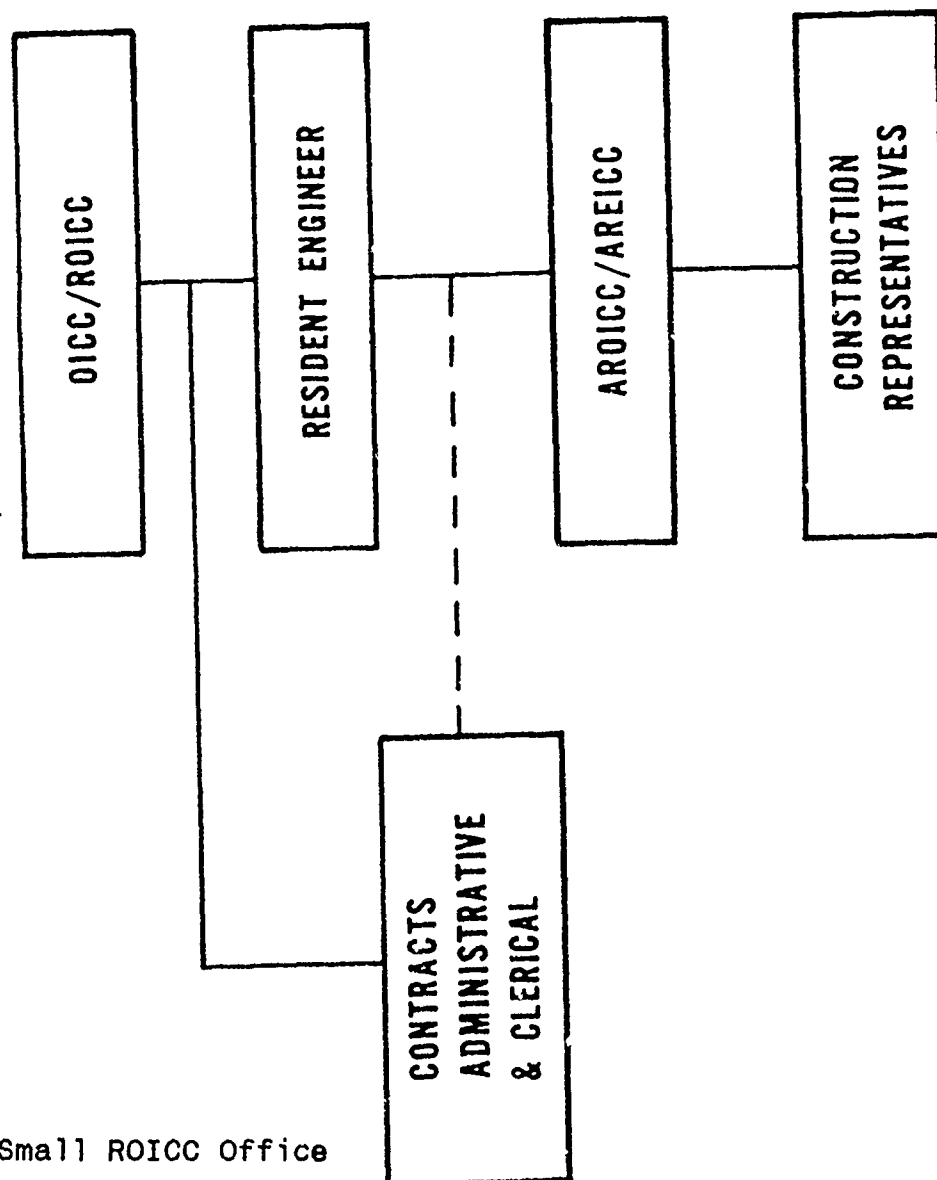 OICC/ROICC
RESIDENT ENGINEER
AROICC/AREICC
CONSTRUCTION
REPRESENTATIVES
CONTRACTS
ADMINISTRATIVE
& CLERICAL
Small ROICC Office